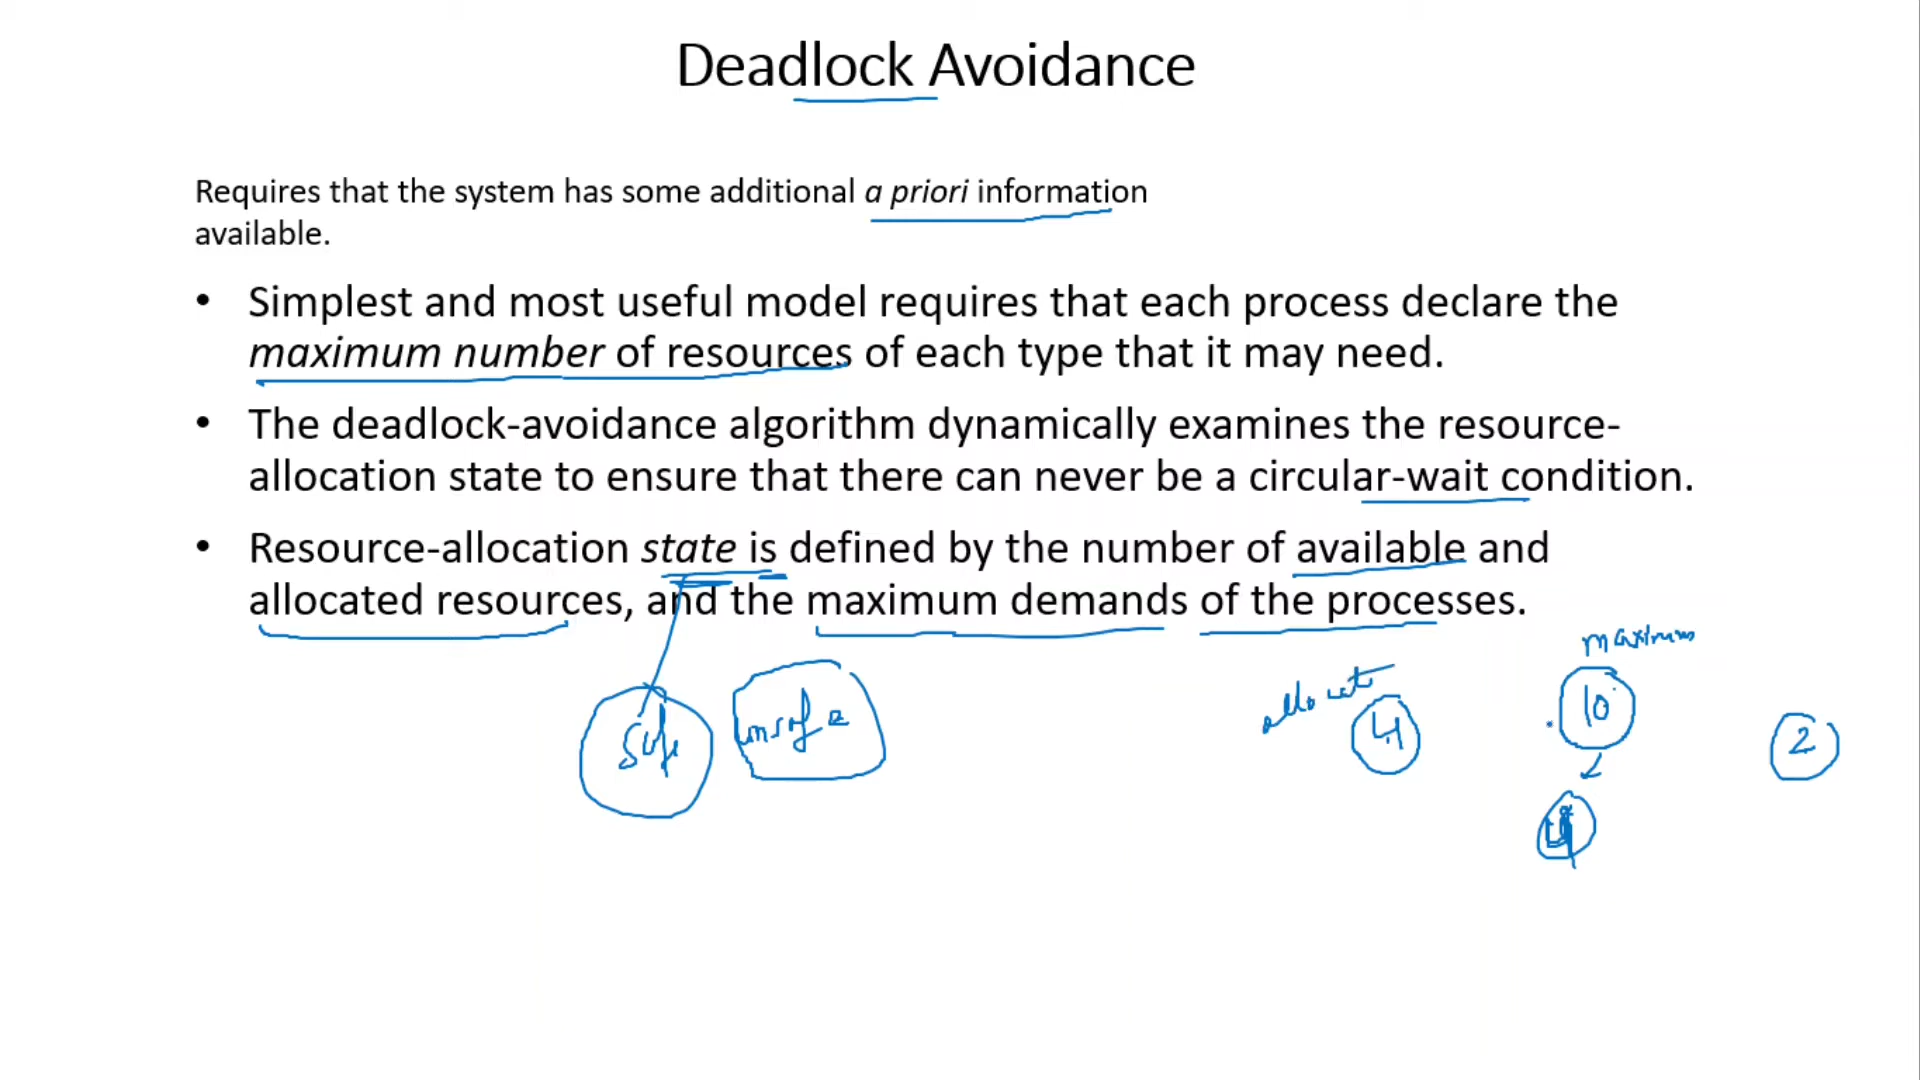 Deadlock Avoidance
Requires that the system has some additional a priori information
available.
• Simplest and most useful model requires that each process declare the
maximum number of resources of each type that it may need.
• The deadlock-avoidance algorithm dynamically examines the resource-
allocation state to ensure that there can never be a circular-wait condition.
• Resource-allocation state is defined by the number of available and
allocated resources, and the maximum demands of the processes.
maximum
allocate 4 10 2
safe unsafe